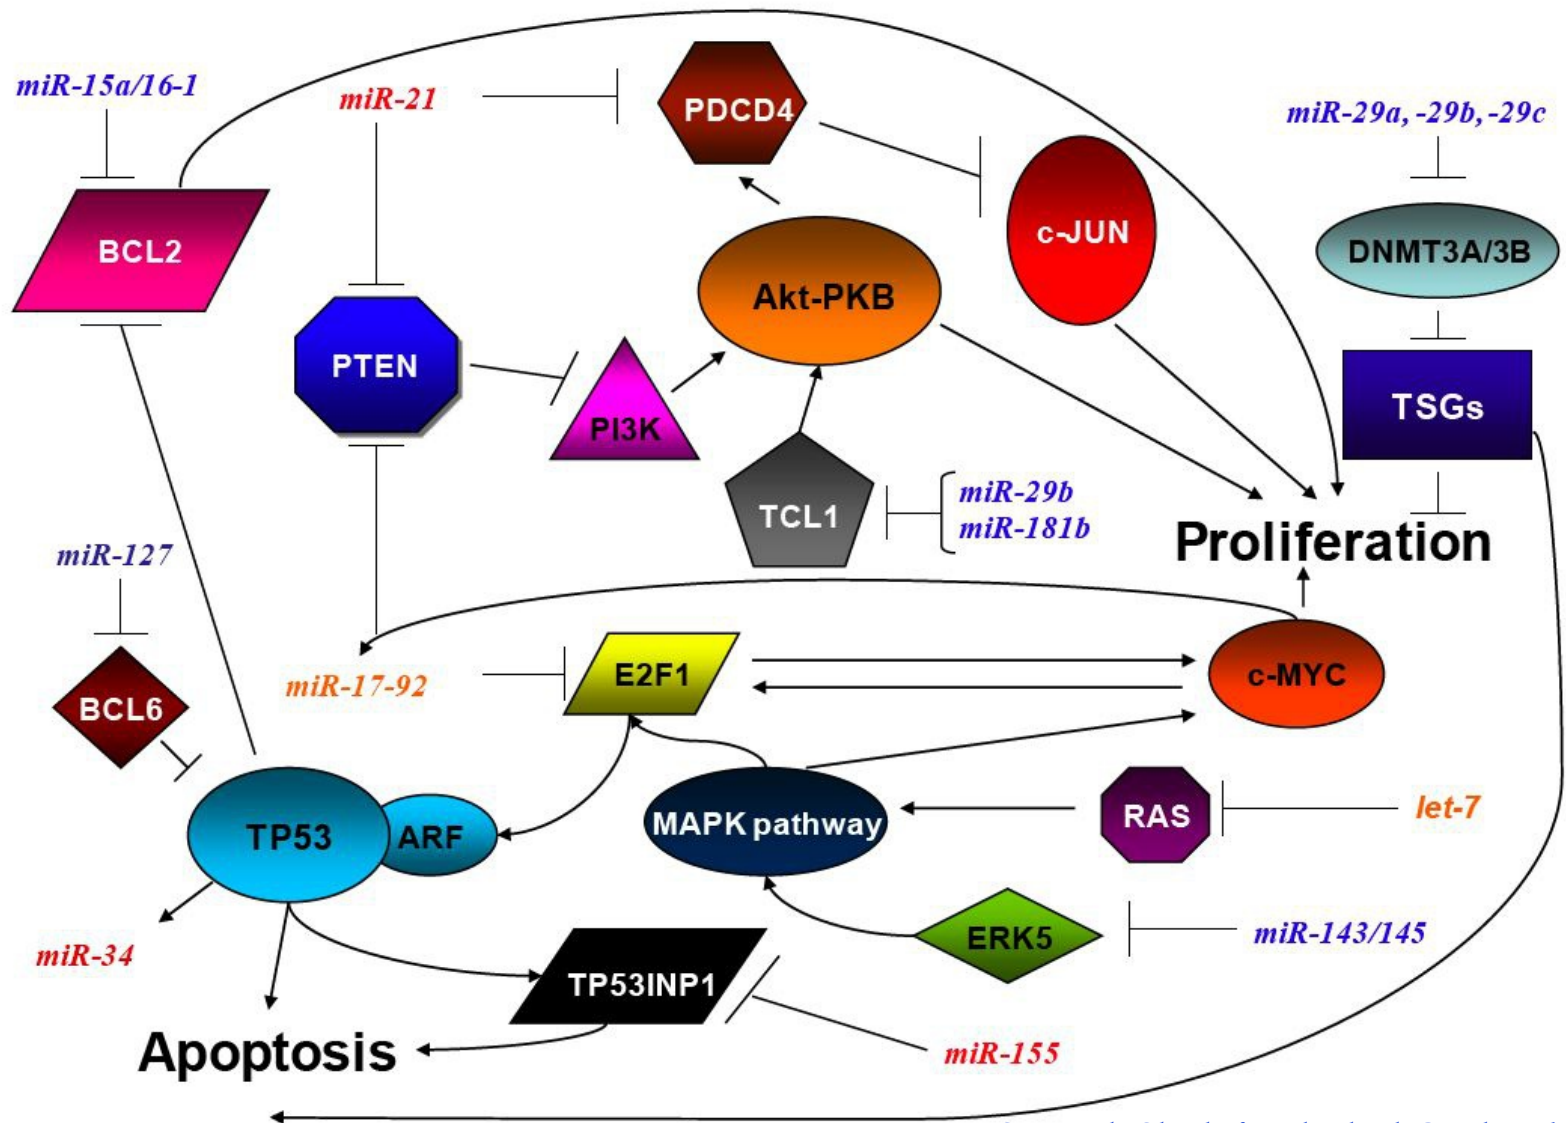 miR-15a/16-1
miR-21
PDCD4
miR-29a, -29b, -29c
BCL2
c-JUN
DNMT3A/3B
Akt-PKB
PTEN
PI3K
TSGs
TCL1
miR-29b
miR-181b
Proliferation
miR-127
miR-17-92
E2F1
c-MYC
BCL6
TP53
ARF
MAPK pathway
RAS
let-7
miR-34
TP53INP1
ERK5
miR-143/145
Apoptosis
miR-155